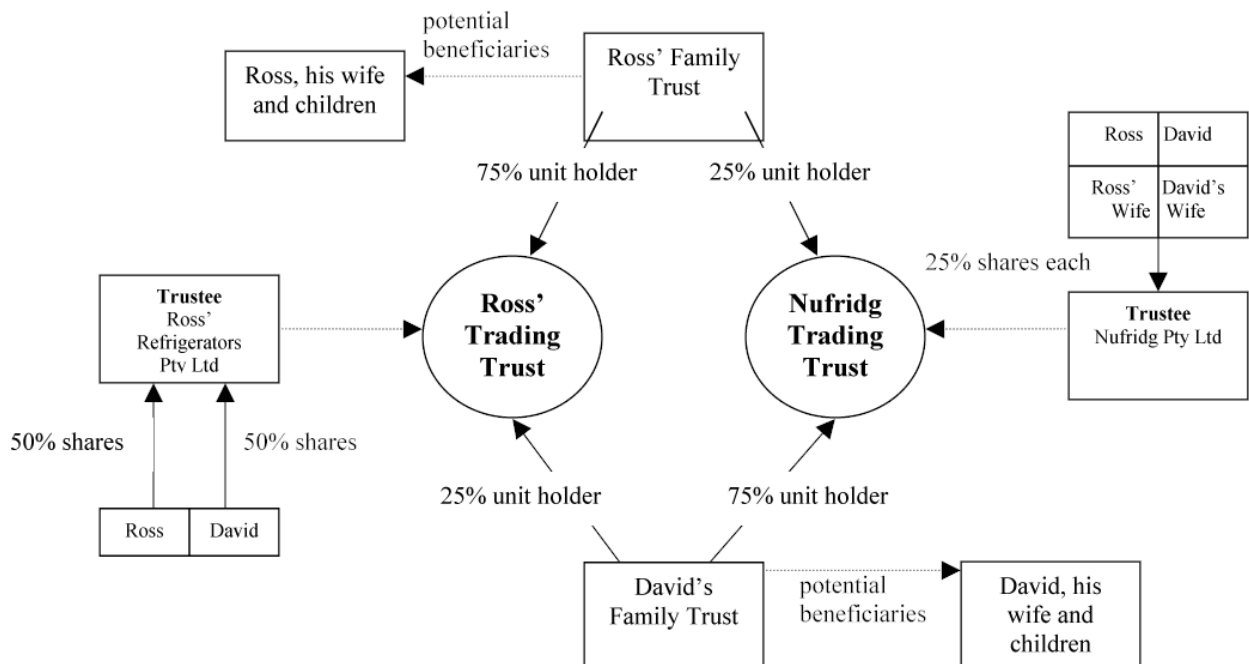 potential
beneficiaries
Ross, his wife
and children
Ross’ Family
Trust
75% unit holder
25% unit holder
Ross
David
Ross’
Wife
David’s
Wife
25% shares each
Trustee
Ross’
Refrigerators
Ptv Ltd
Ross’
Trading
Trust
Nufridg
Trading
Trust
Trustee
Nufridg Pty Ltd
50% shares
50% shares
Ross
David
25% unit holder
75% unit holder
David’s
Family Trust
potential
beneficiaries
David, his
wife and
children